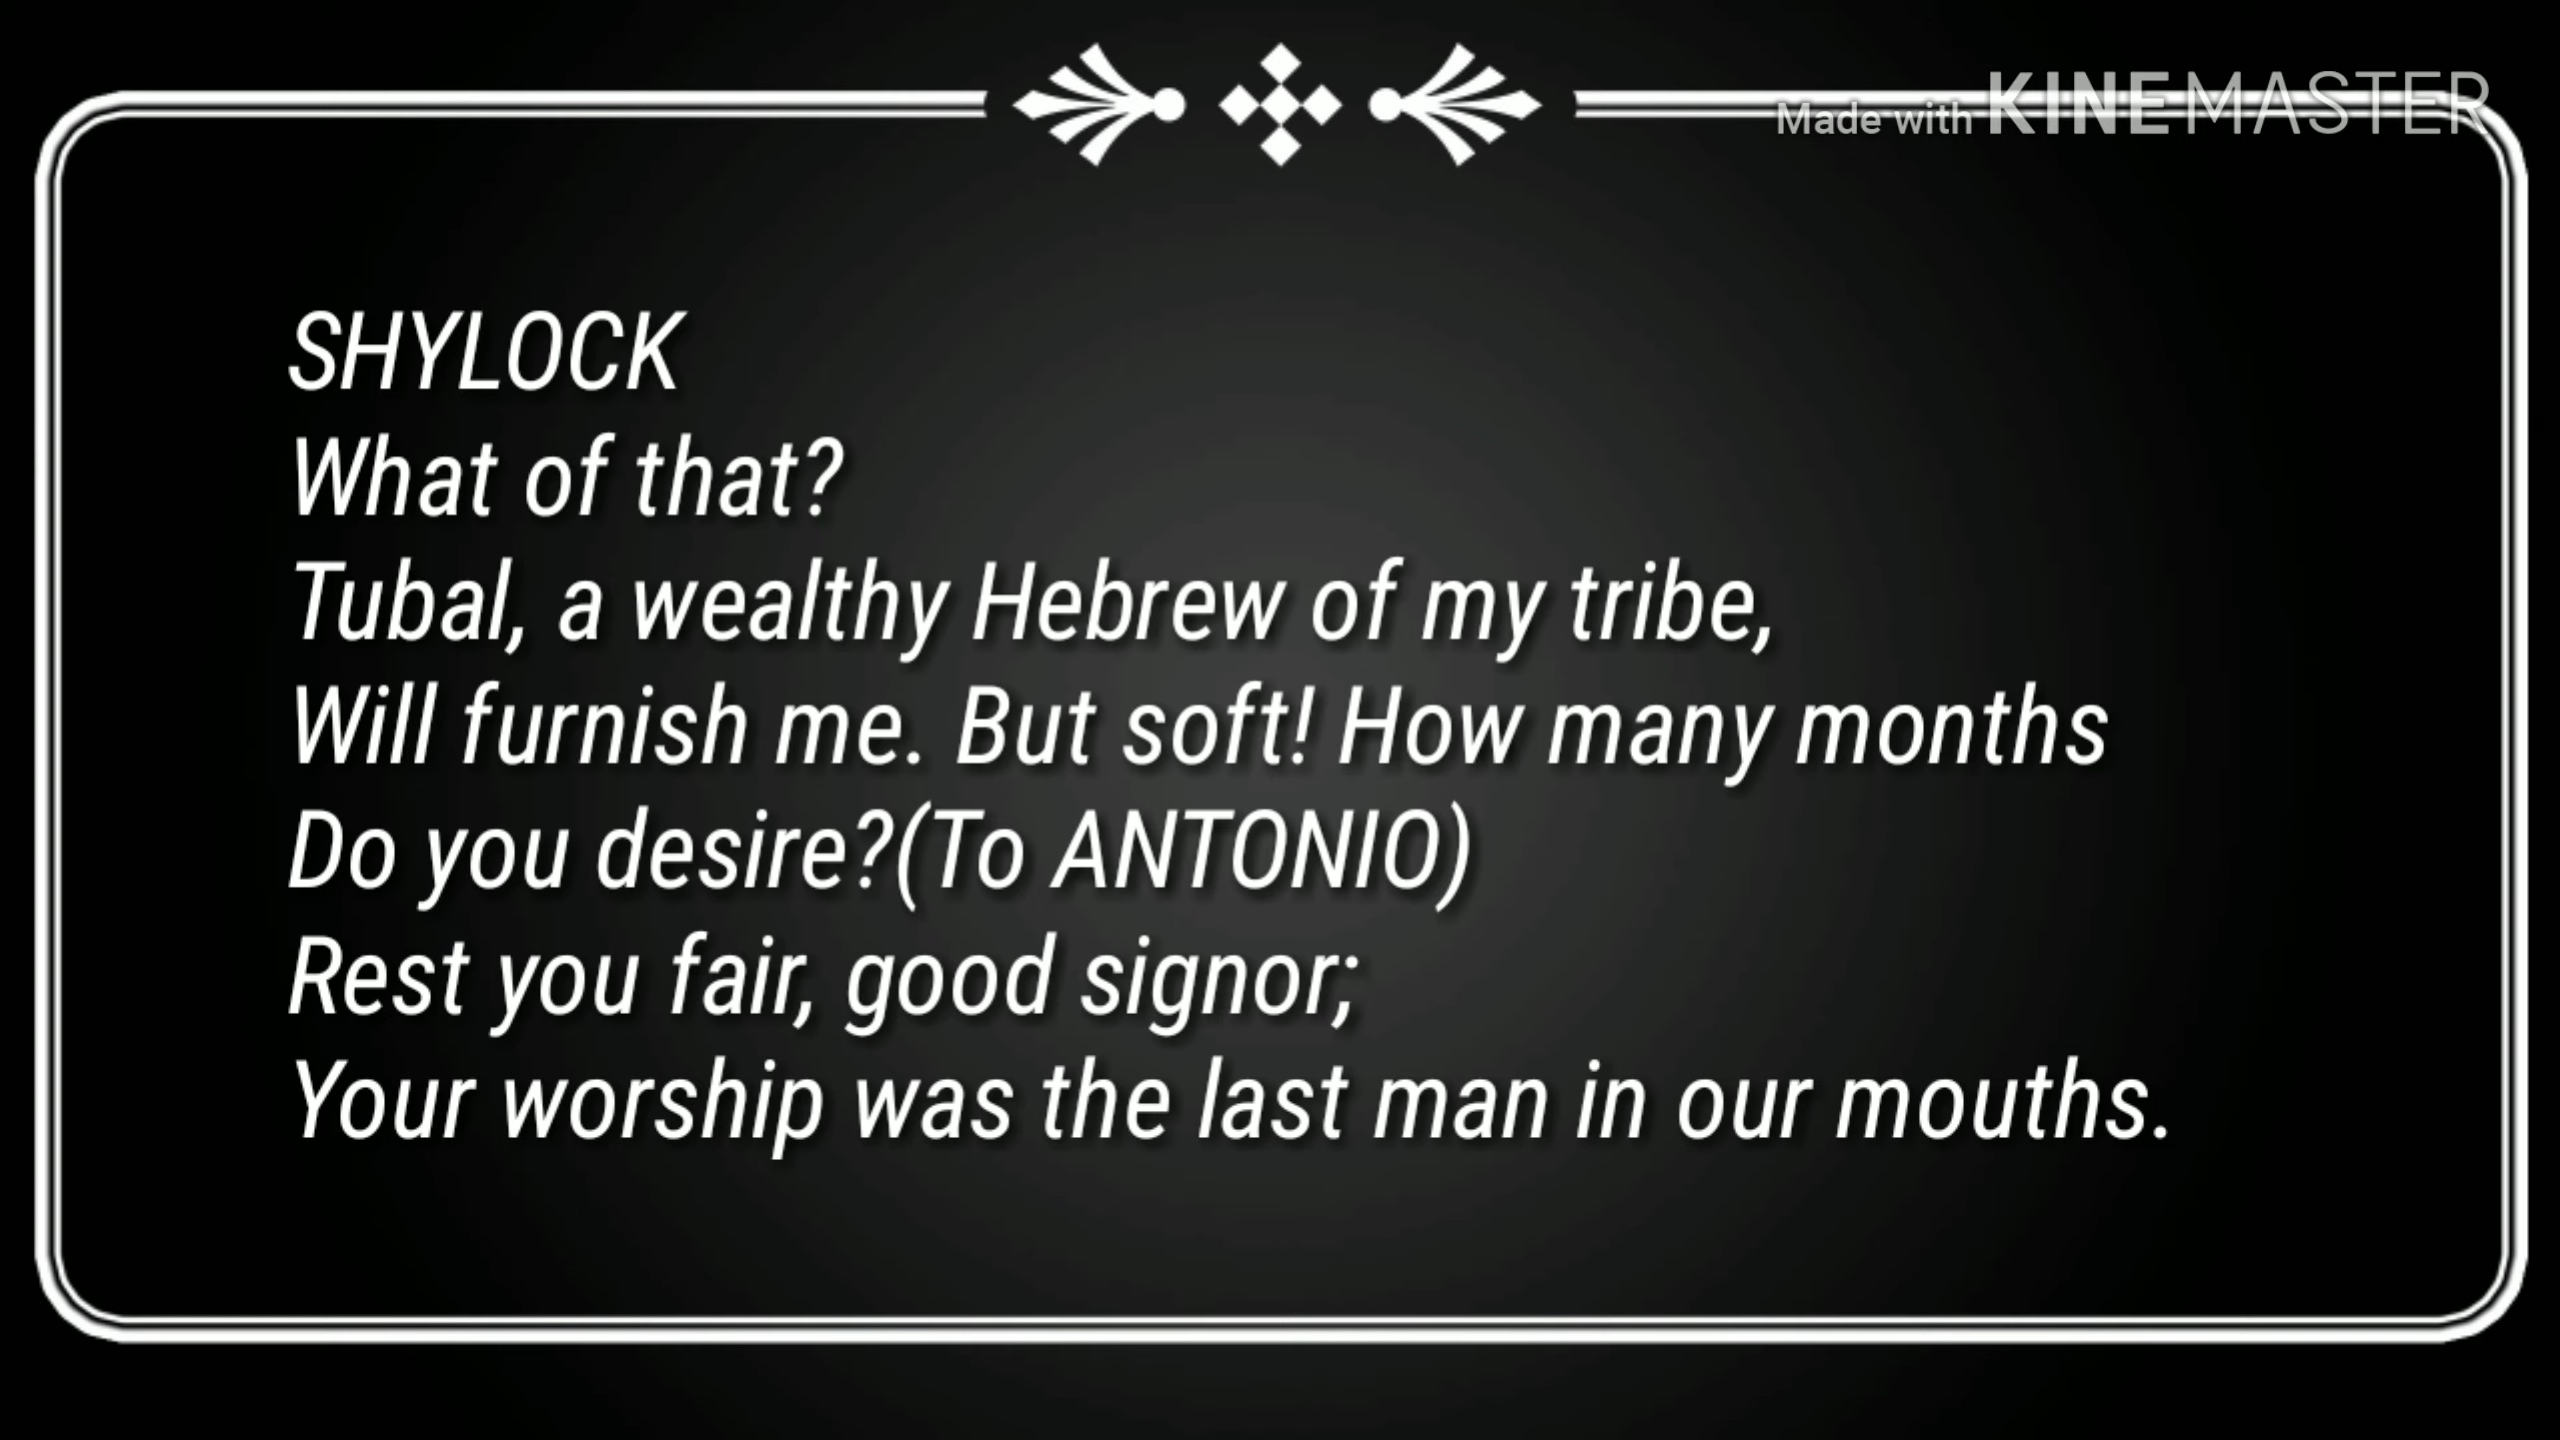 Made with KINEMASTER
SHYLOCK
What of that?
Tubal, a wealthy Hebrew of my tribe,
Will furnish me. But soft! How many months
Do you desire?(To ANTONIO)
Rest you fair, good signor;
Your worship was the last man in our mouths.